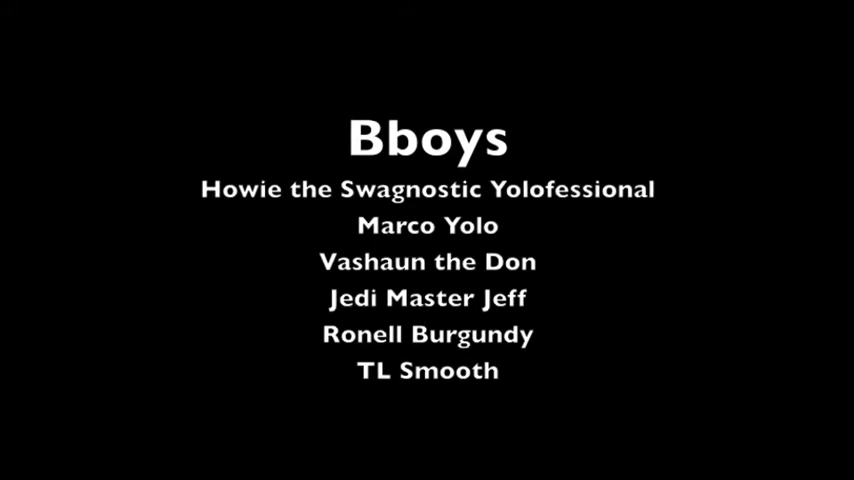 Bboys
Howie the Swagnostic Yolofessional
Marco Yolo
Vashaun the Don
Jedi Master Jeff
Ronell Burgundy
TL Smooth